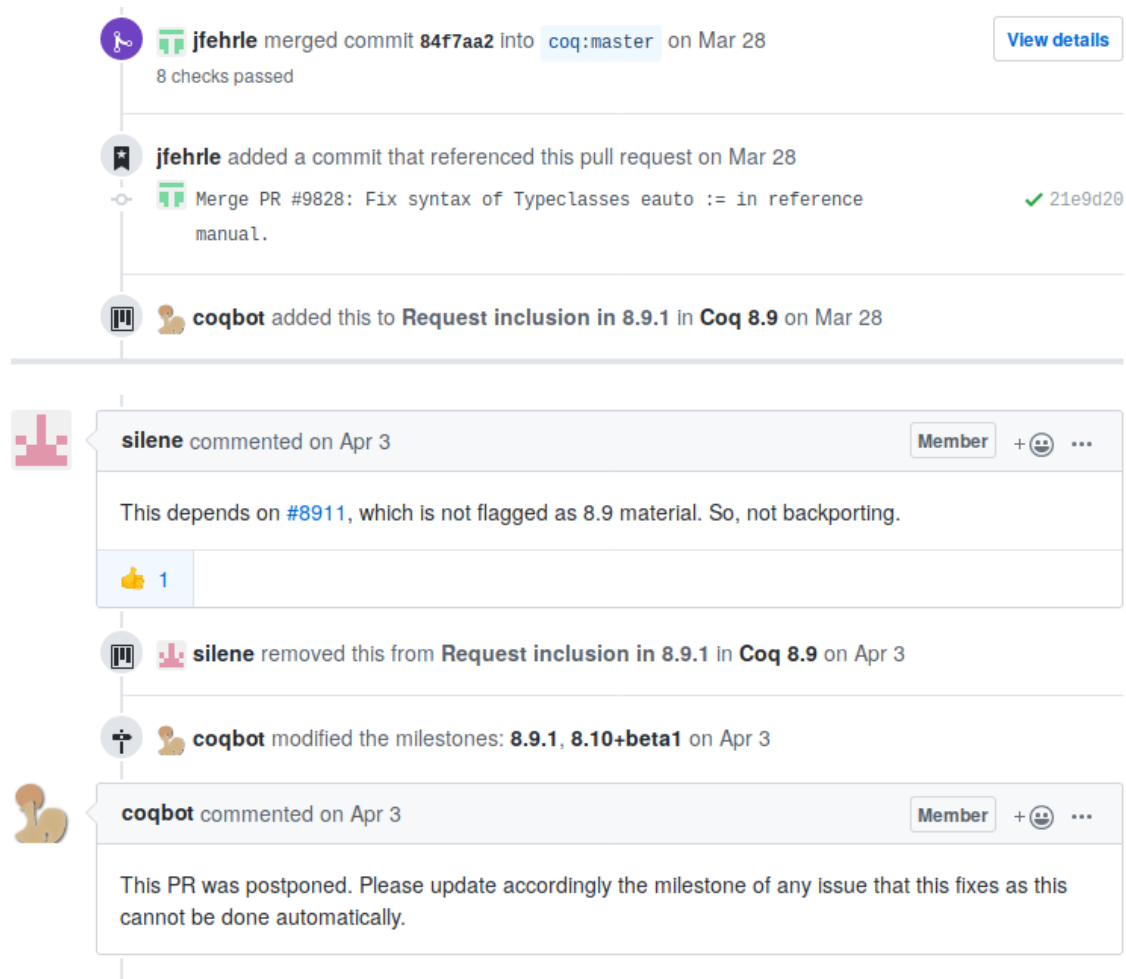 jfehrle merged commit 84f7aa2 into coq:master on Mar 28
View details
8 checks passed
jfehrle added a commit that referenced this pull request on Mar 28
Merge PR #9828: Fix syntax of Typeclasses eauto := in reference
manual.
21e9d20
coqbot added this to Request inclusion in 8.9.1 in Coq 8.9 on Mar 28
silene commented on Apr 3
Member
This depends on #8911, which is not flagged as 8.9 material. So, not backporting.
👍 1
silene removed this from Request inclusion in 8.9.1 in Coq 8.9 on Apr 3
coqbot modified the milestones: 8.9.1, 8.10+beta1 on Apr 3
coqbot commented on Apr 3
Member
This PR was postponed. Please update accordingly the milestone of any issue that this fixes as this
cannot be done automatically.